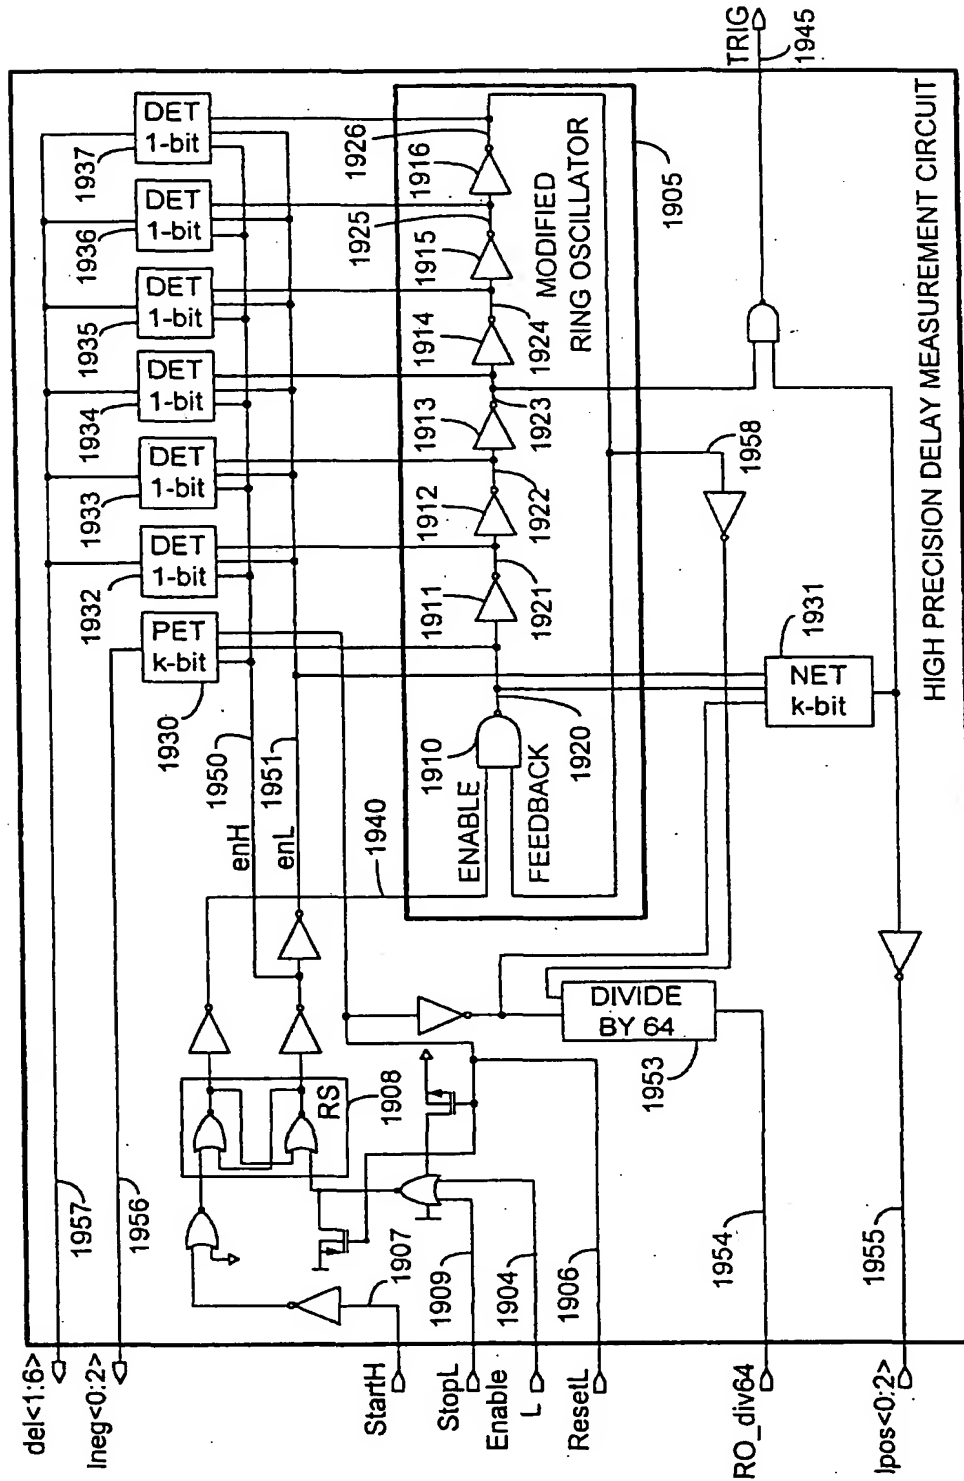 del<1:6>
lneg<0:2>
StartH
StopL
Enable
L
ResetL
RO_div64
lpos<0:2>
1957
1956
1907
1909
1904
1906
1954
1955
RS
1908
DIVIDE
BY 64
1953
enH
1950
enL
1951
1940
PET
k-bit
1930
DET
1-bit
1932
DET
1-bit
1933
DET
1-bit
1934
DET
1-bit
1935
DET
1-bit
1936
DET
1-bit
1937
ENABLE
FEEDBACK
1910
1920
1911
1921
1912
1922
1913
1923
1914
1924
1915
1925
1916
1926
MODIFIED
RING OSCILLATOR
1905
NET
k-bit
1931
1958
TRIG
1945
HIGH PRECISION DELAY MEASUREMENT CIRCUIT